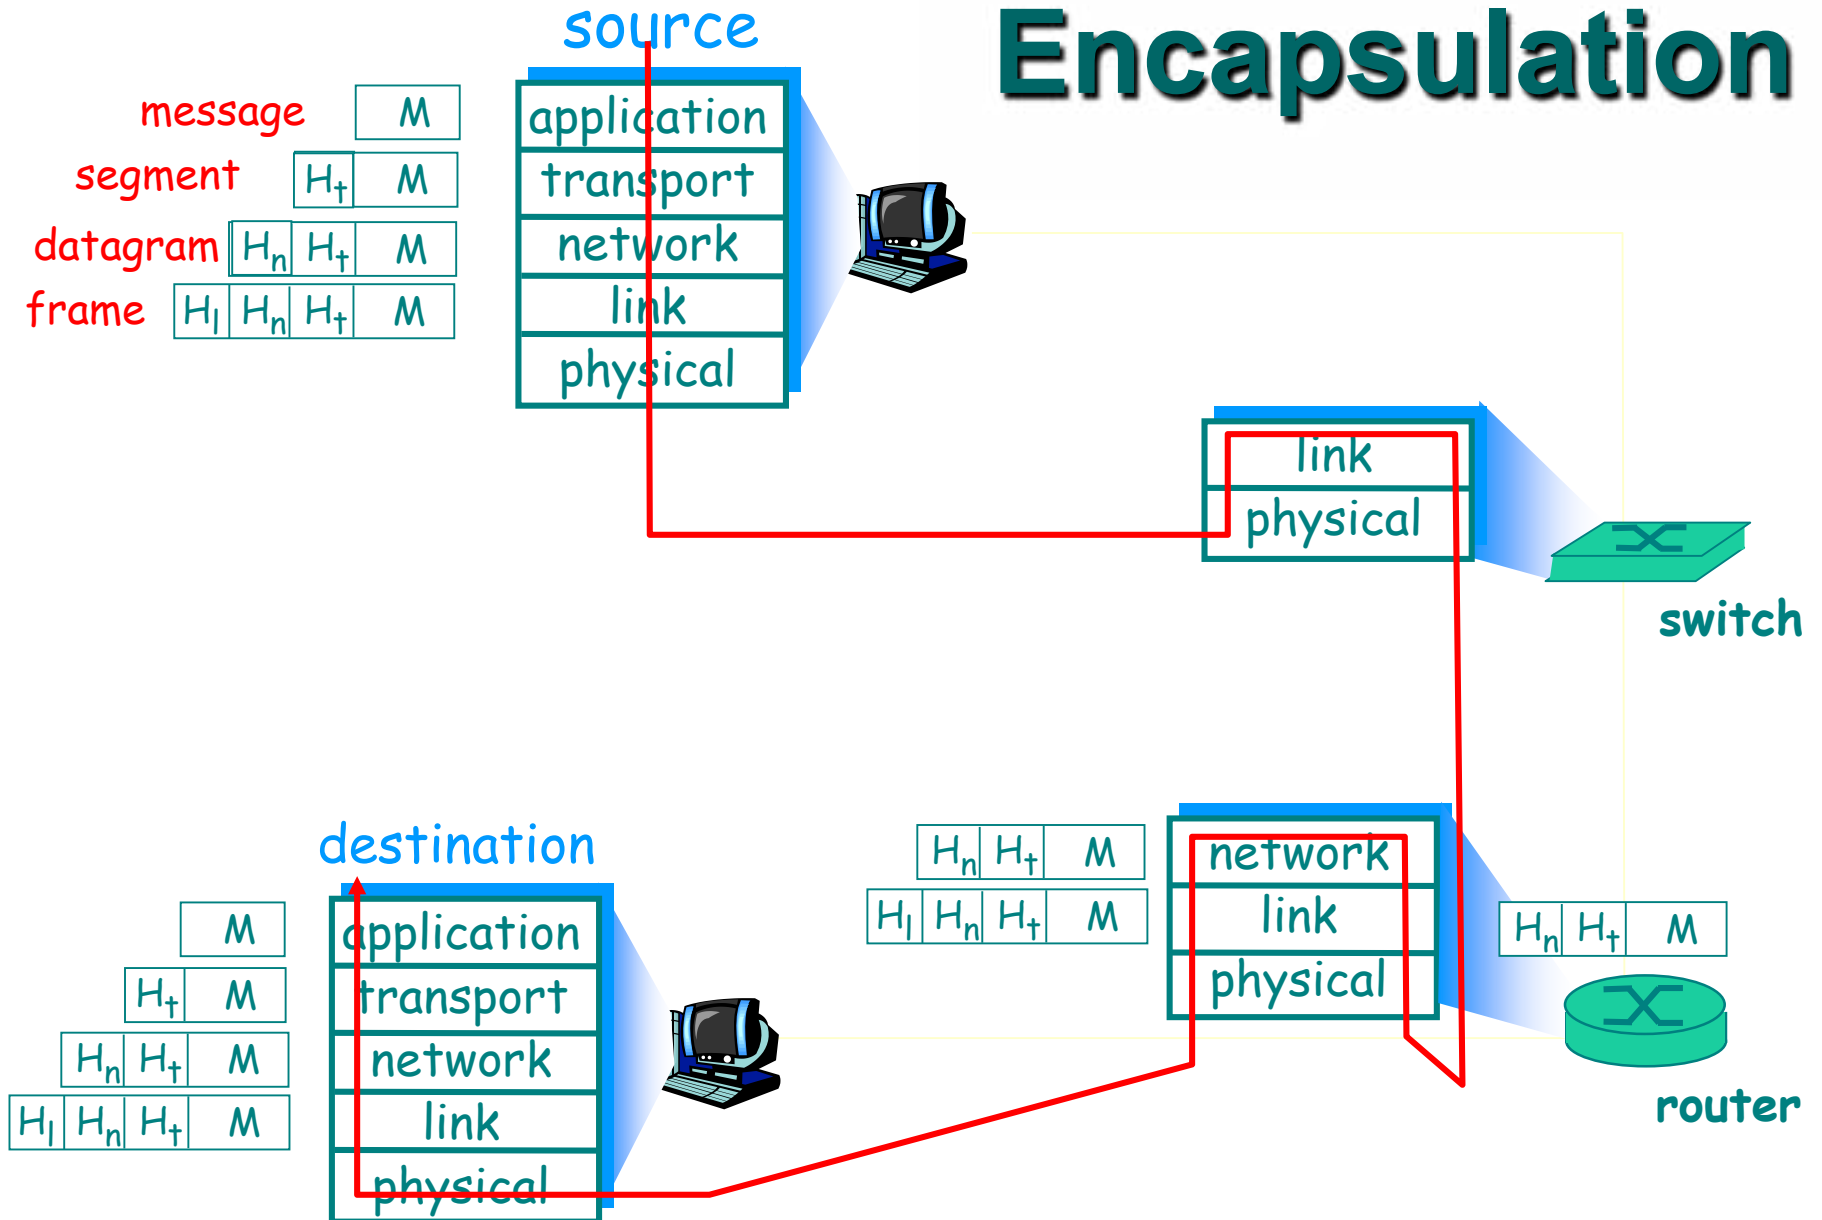 Encapsulation
source
message M
segment Ht M
datagram Hn Ht M
frame Hl Hn Ht M
application
transport
network
link
physical
link
physical
switch
destination
M
Ht M
Hn Ht M
Hl Hn Ht M
application
transport
network
link
physical
Hn Ht M
Hl Hn Ht M
network
link
physical
Hn Ht M
router